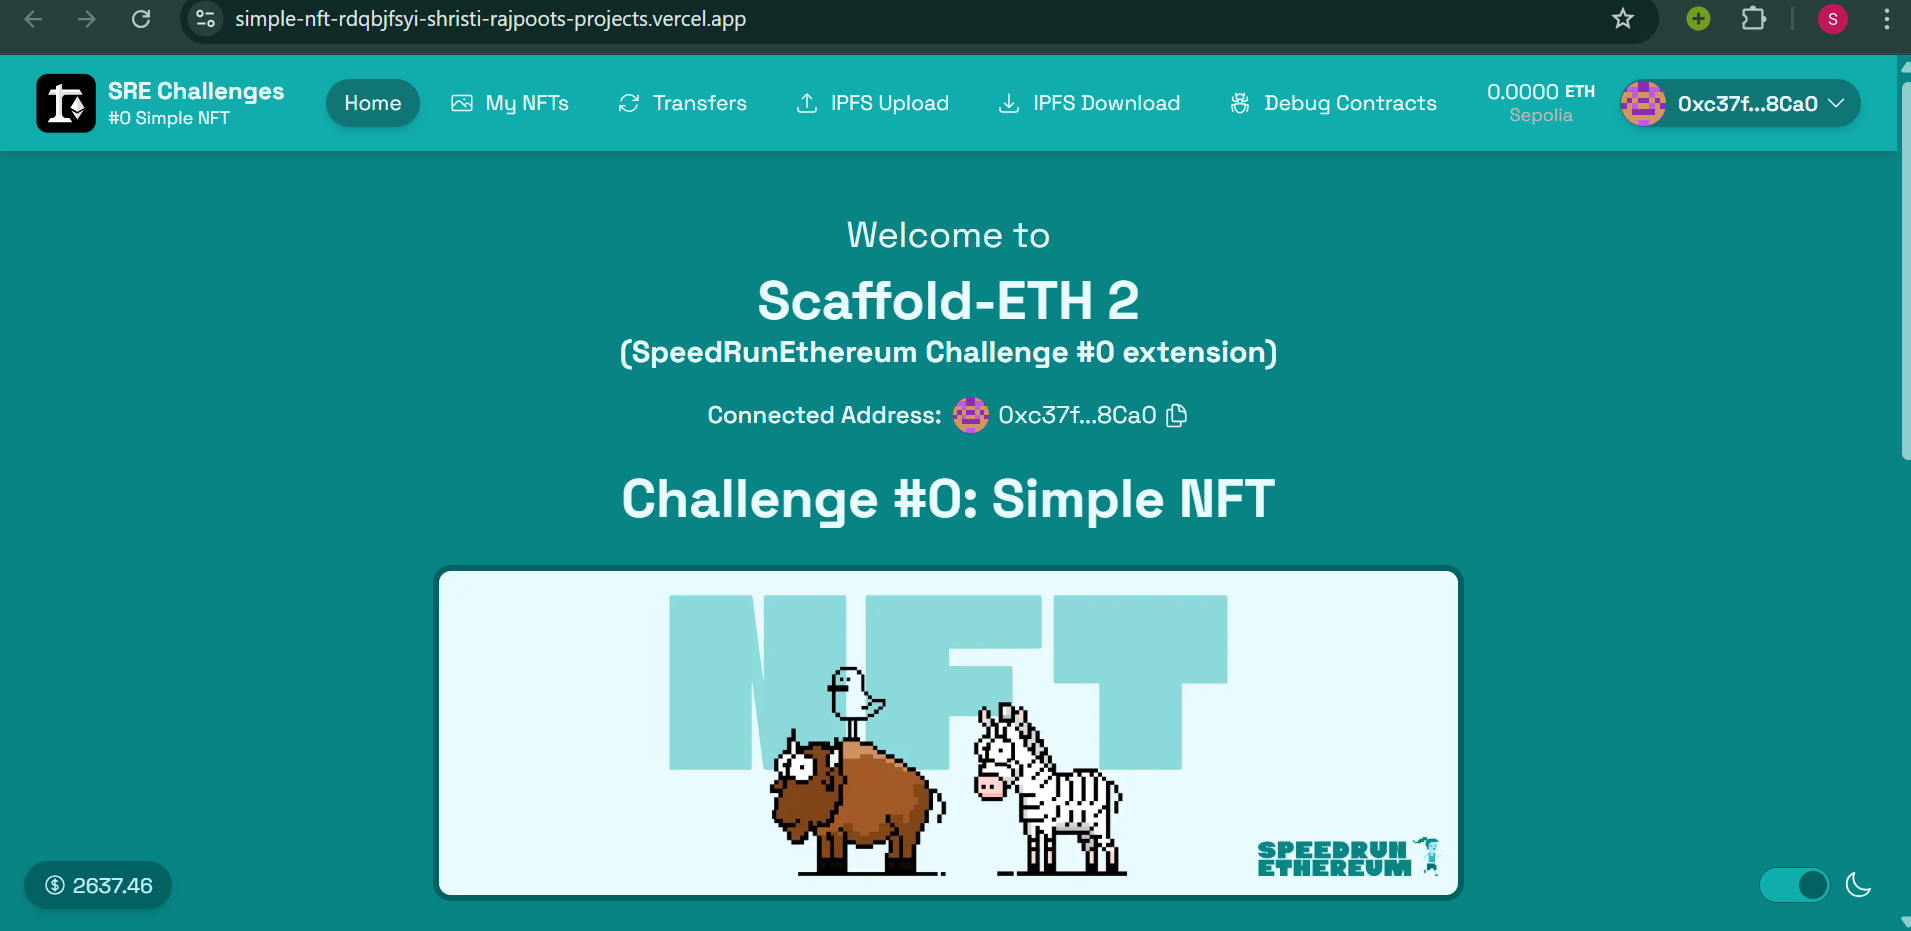 simple-nft-rdqbjfsyi-shristi-rajpoots-projects.vercel.app
S
SRE Challenges
#0 Simple NFT
Home
My NFTs
Transfers
IPFS Upload
IPFS Download
Debug Contracts
0.0000 ETH
Sepolia
0xc37f...8Ca0
Welcome to
Scaffold-ETH 2
(SpeedRunEthereum Challenge #0 extension)
Connected Address: 0xc37f...8Ca0
Challenge #0: Simple NFT
NFT
SPEEDRUN
ETHEREUM
2637.46